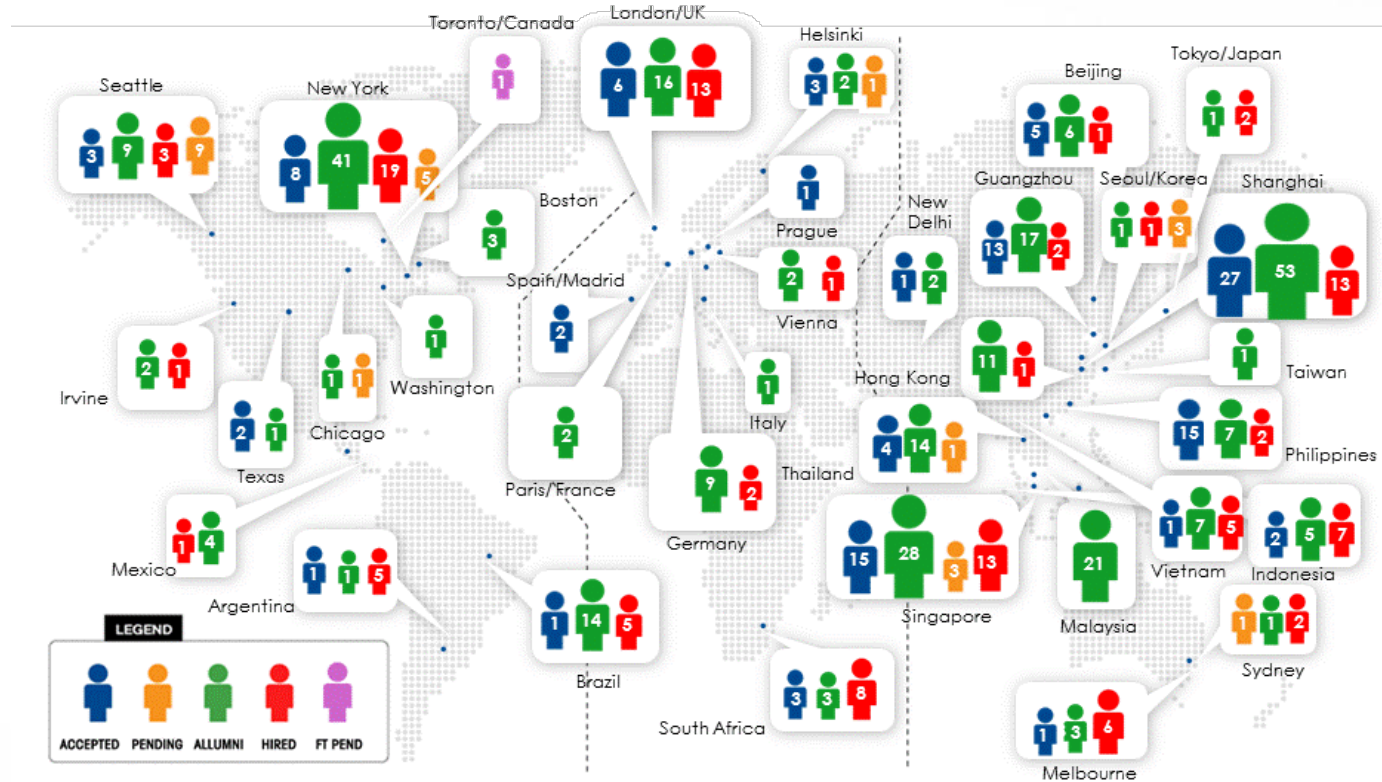 Toronto/Canada
1
London/UK
6 16 13
Helsinki
3 2 1
Tokyo/Japan
1 2
Beijing
5 6 1
Seattle
3 9 3 9
New York
8 41 19 5
Boston
3
Prague
1
Guangzhou
13 17 2
Seoul/Korea
1 1 3
Shanghai
27 53 13
New
Delhi
1 2
Spain/Madrid
2
Vienna
2 1
Irvine
2 1
Texas
2 1
Chicago
1 1
Washington
1
Paris/France
2
Italy
1
Germany
9 2
Hong Kong
11 1
Taiwan
1
Thailand
4 14 1
Philippines
15 7 2
Mexico
1 4
Argentina
1 1 5
Brazil
1 14 5
Singapore
15 28 3 13
Malaysia
21
Vietnam
1 7 5
Indonesia
2 5 7
South Africa
3 3 8
Sydney
1 1 2
Melbourne
1 3 6
LEGEND
ACCEPTED PENDING ALLUMNI HIRED FT PEND